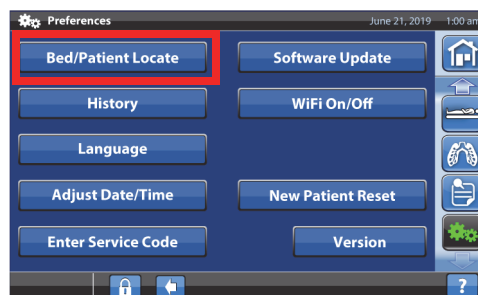 Preferences June 21, 2019 1:00 am
Bed/Patient Locate Software Update
History WiFi On/Off
Language
Adjust Date/Time New Patient Reset
Enter Service Code Version
?